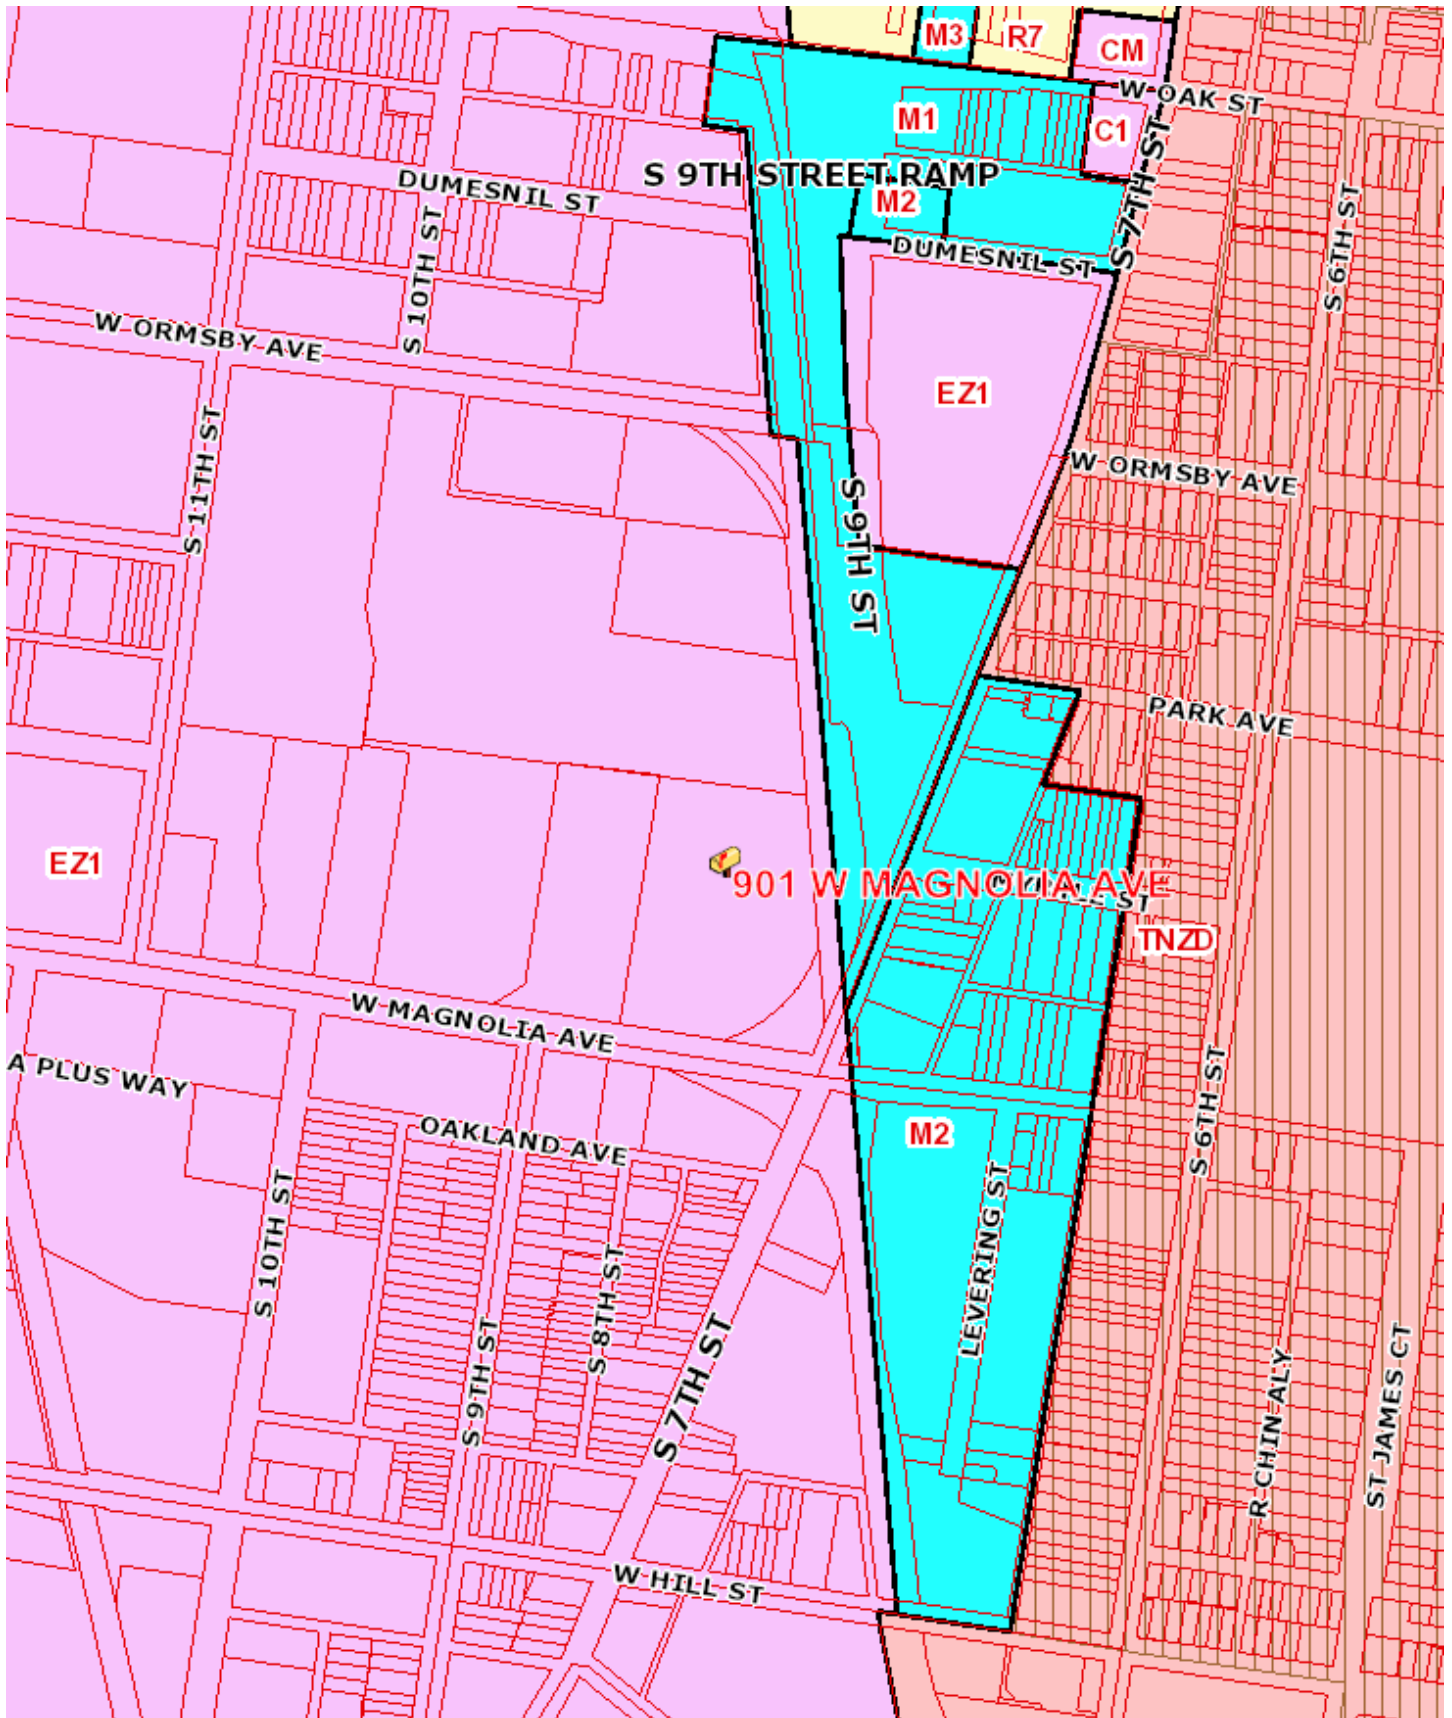 M3
R7
CM
W OAK ST
M1
C1
S 9TH STREET RAMP
DUMESNIL ST
M2
S 7TH ST
S 6TH ST
S 10TH ST
DUMESNIL ST
W ORMSBY AVE
EZ1
S 11TH ST
W ORMSBY AVE
S 9TH ST
PARK AVE
EZ1
901 W MAGNOLIA AVE
ST
TNZD
W MAGNOLIA AVE
A PLUS WAY
OAKLAND AVE
M2
S 6TH ST
S 10TH ST
S 8TH ST
LEVERING ST
S 9TH ST
S 7TH ST
R CHIN ALY
ST JAMES CT
W HILL ST